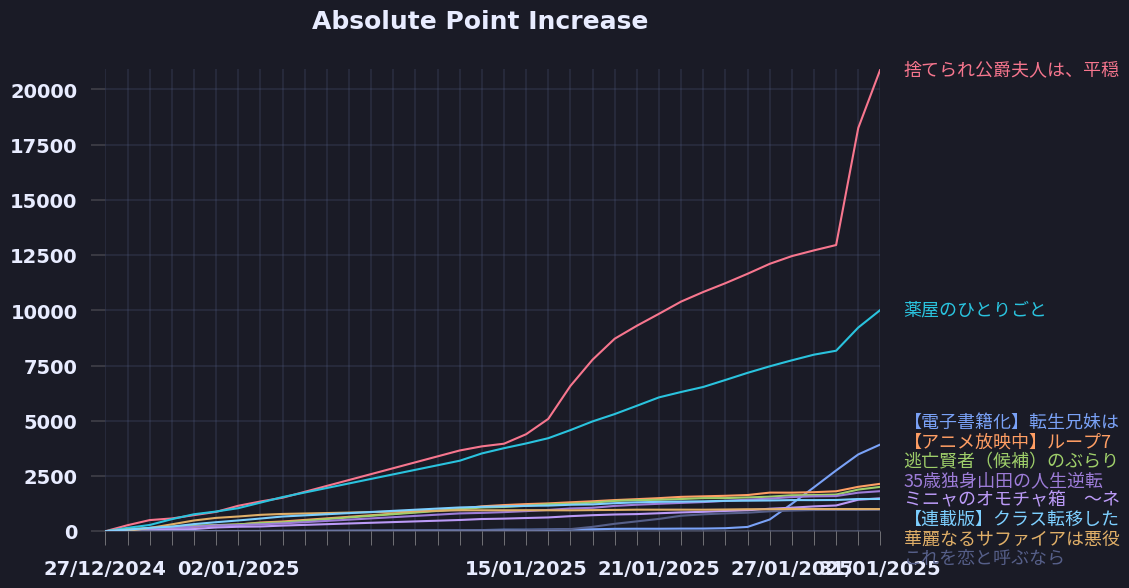 Absolute Point Increase
20000
17500
15000
12500
10000
7500
5000
2500
0
捨てられ公爵夫人は、平穏
薬屋のひとりごと
【電子書籍化】転生兄妹は
【アニメ放映中】ループ7
逃亡賢者（候補）のぶらり
35歳独身山田の人生逆転
ミニャのオモチャ箱　～ネ
【連載版】クラス転移した
華麗なるサファイアは悪役
これを恋と呼ぶなら
27/12/2024 02/01/2025 15/01/2025 21/01/2025 27/01/2025 31/01/2025